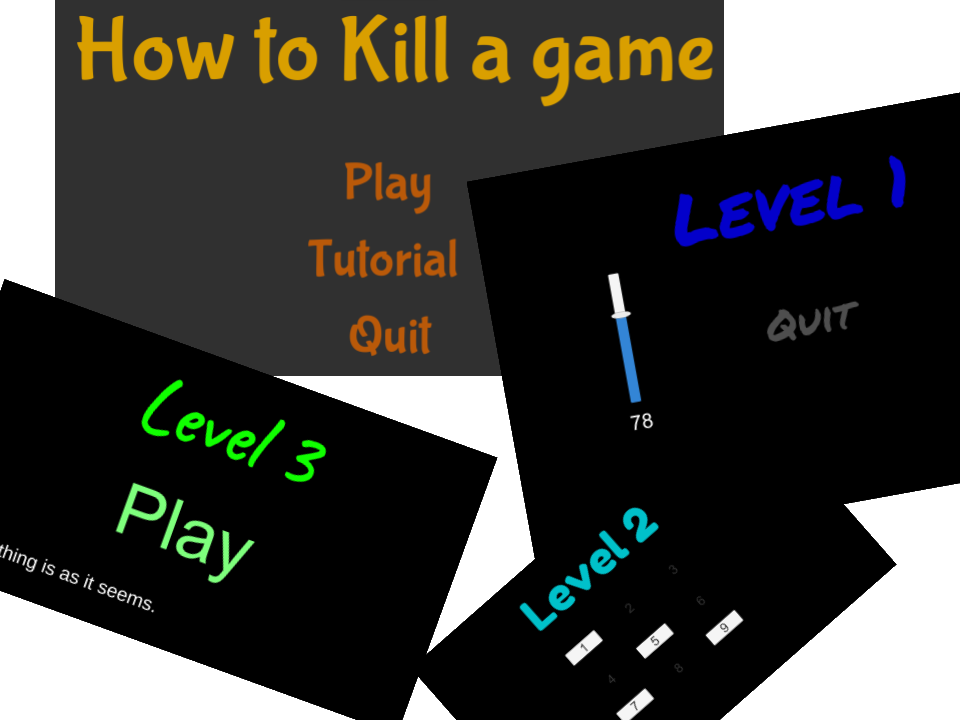 How to Kill a game
Play
Tutorial
Quit
Level 1
Quit
78
Level 3
Play
thing is as it seems.
Level 2
1 2 3
4 5 6
7 8 9